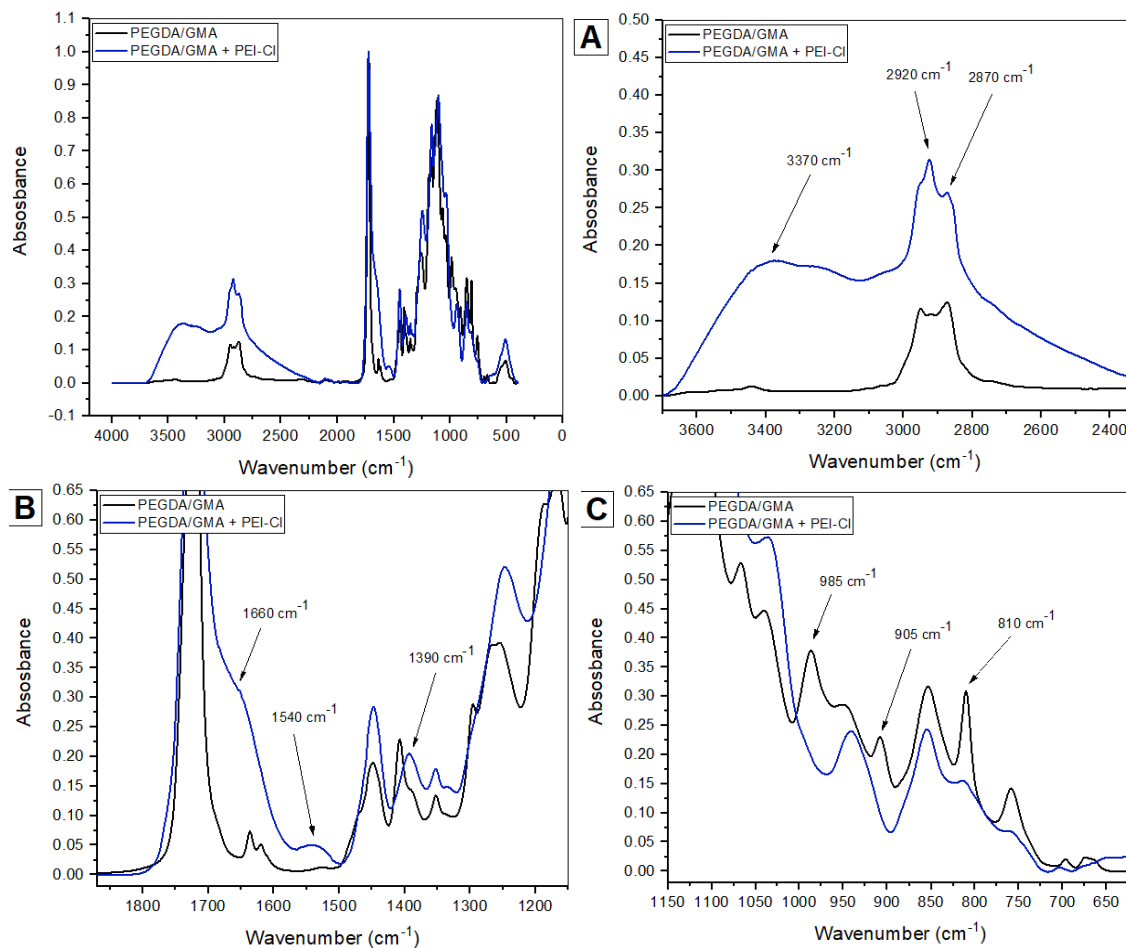 PEGDA/GMA
PEGDA/GMA + PEI-Cl
1.1
1.0
0.9
0.8
0.7
0.6
0.5
0.4
0.3
0.2
0.1
0.0
-0.1
Absosbance
4000 3500 3000 2500 2000 1500 1000 500 0
Wavenumber (cm⁻¹)
A
PEGDA/GMA
PEGDA/GMA + PEI-Cl
2920 cm⁻¹
2870 cm⁻¹
3370 cm⁻¹
0.50
0.45
0.40
0.35
0.30
0.25
0.20
0.15
0.10
0.05
0.00
Absosbance
3600 3400 3200 3000 2800 2600 2400
Wavenumber (cm⁻¹)
B
PEGDA/GMA
PEGDA/GMA + PEI-Cl
1660 cm⁻¹
1540 cm⁻¹
1390 cm⁻¹
0.65
0.60
0.55
0.50
0.45
0.40
0.35
0.30
0.25
0.20
0.15
0.10
0.05
0.00
Absosbance
1800 1700 1600 1500 1400 1300 1200
Wavenumber (cm⁻¹)
C
PEGDA/GMA
PEGDA/GMA + PEI-Cl
985 cm⁻¹
905 cm⁻¹
810 cm⁻¹
0.65
0.60
0.55
0.50
0.45
0.40
0.35
0.30
0.25
0.20
0.15
0.10
0.05
0.00
Absosbance
1150 1100 1050 1000 950 900 850 800 750 700 650
Wavenumber (cm⁻¹)